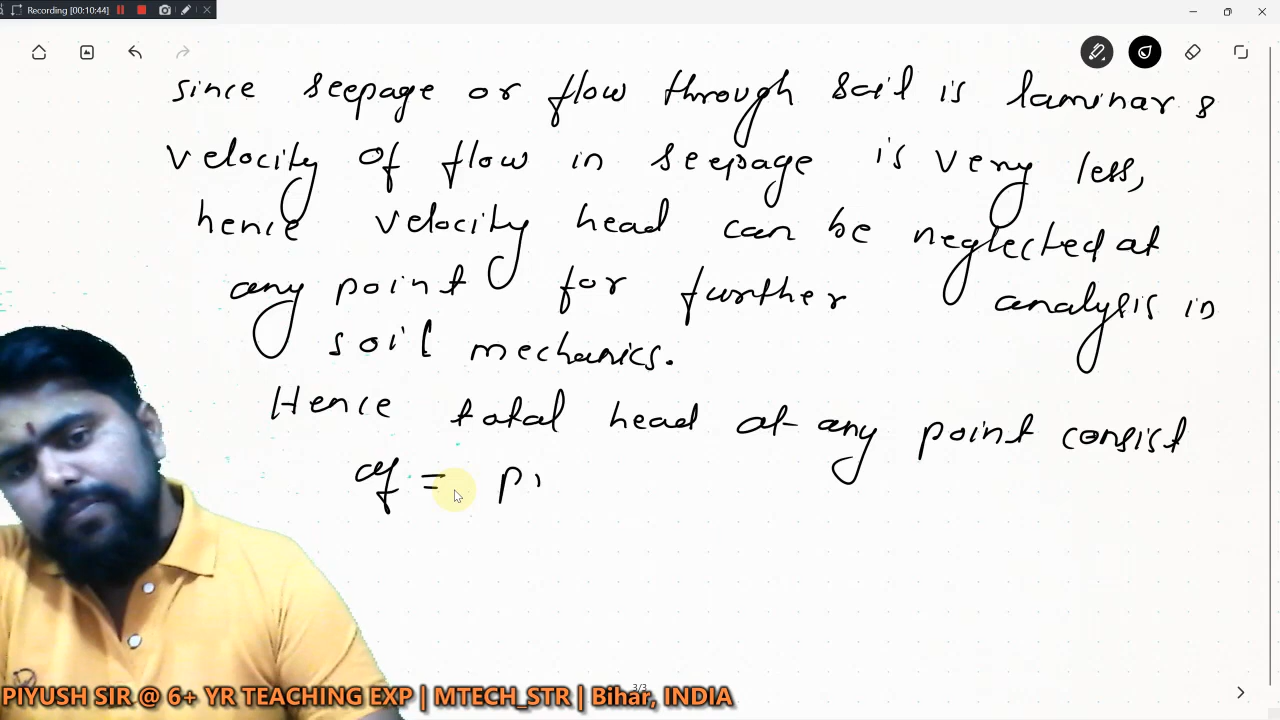 Recording [00:10:44]
since seepage or flow through soil is laminar &
velocity of flow in seepage is very less,
hence velocity head can be neglected at
any point for further analysis in
soil mechanics.
Hence total head at any point consist
of = p
3/3
PIYUSH SIR @ 6+ YR TEACHING EXP | MTECH_STR | Bihar, INDIA